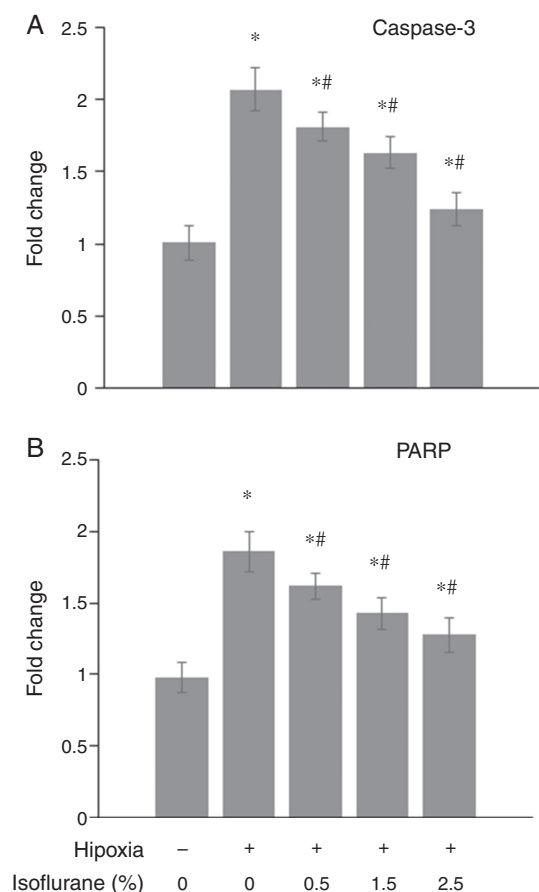 A
Caspase-3
2.5
2
1.5
1
0.5
0
Fold change
*
*#
*#
*#
B
PARP
2.5
2
1.5
1
0.5
0
Fold change
*
*#
*#
*#
Hipoxia – + + + +
Isoflurane (%) 0 0 0.5 1.5 2.5